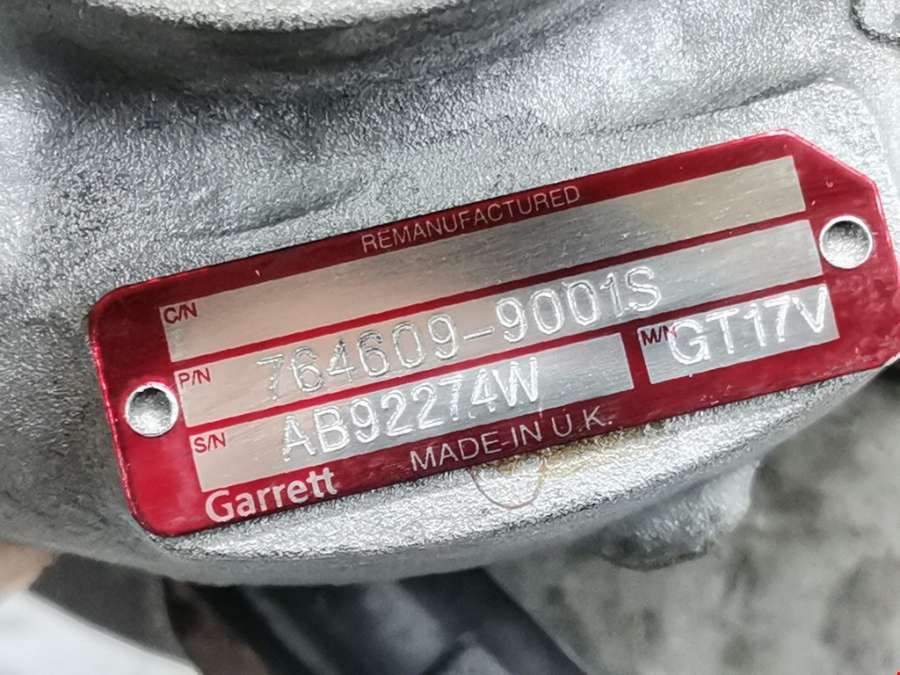 REMANUFACTURED
C/N
P/N 764609-9001S
S/N AB92274W M/N GT17V
Garrett MADE IN U.K.